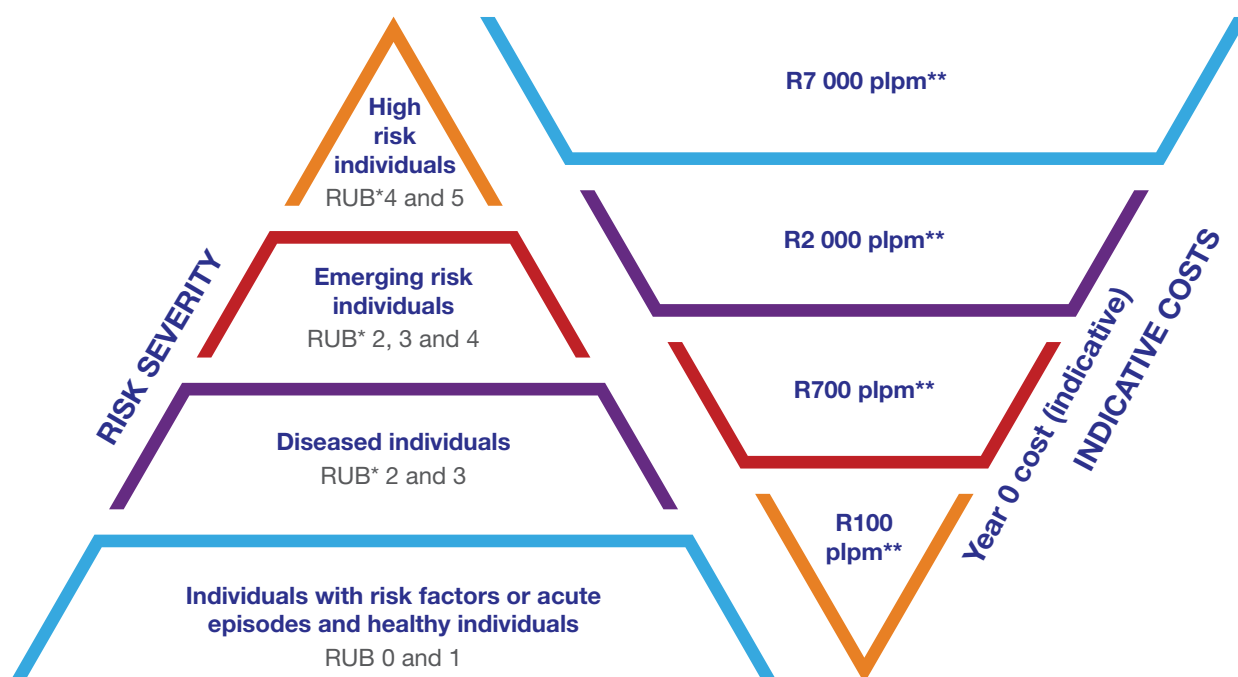 RISK SEVERITY
High
risk
individuals
RUB*4 and 5
Emerging risk
individuals
RUB* 2, 3 and 4
Diseased individuals
RUB* 2 and 3
Individuals with risk factors or acute
episodes and healthy individuals
RUB 0 and 1
R7 000 plpm**
R2 000 plpm**
R700 plpm**
R100
plpm**
Year 0 cost (indicative)
INDICATIVE COSTS